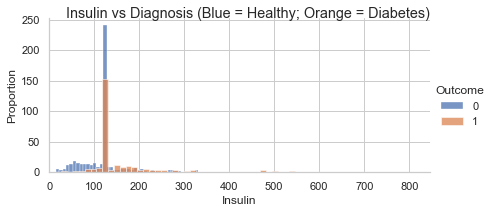 Insulin vs Diagnosis (Blue = Healthy; Orange = Diabetes)
250
200
150
100
50
0
Proportion
0 100 200 300 400 500 600 700 800
Insulin
Outcome
0
1